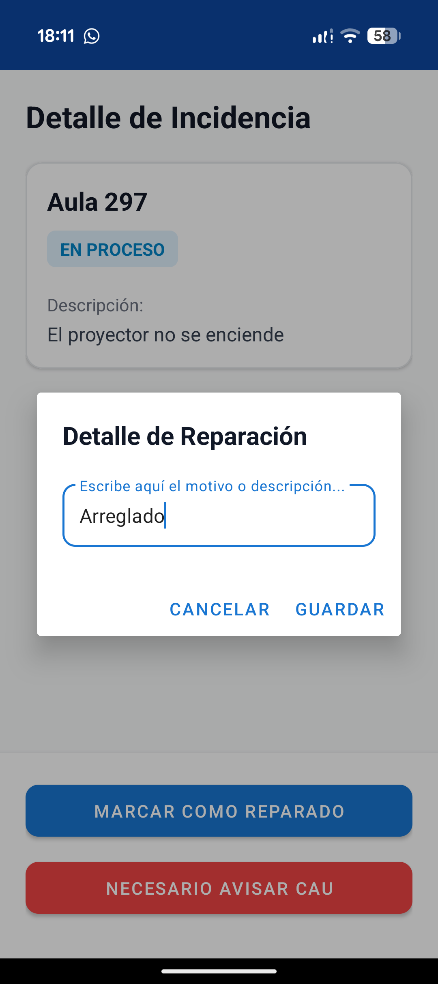 18:11
58
Detalle de Incidencia
Aula 297
EN PROCESO
Descripción:
El proyector no se enciende
Detalle de Reparación
Escribe aquí el motivo o descripción...
Arreglado
CANCELAR GUARDAR
MARCAR COMO REPARADO
NECESARIO AVISAR CAU